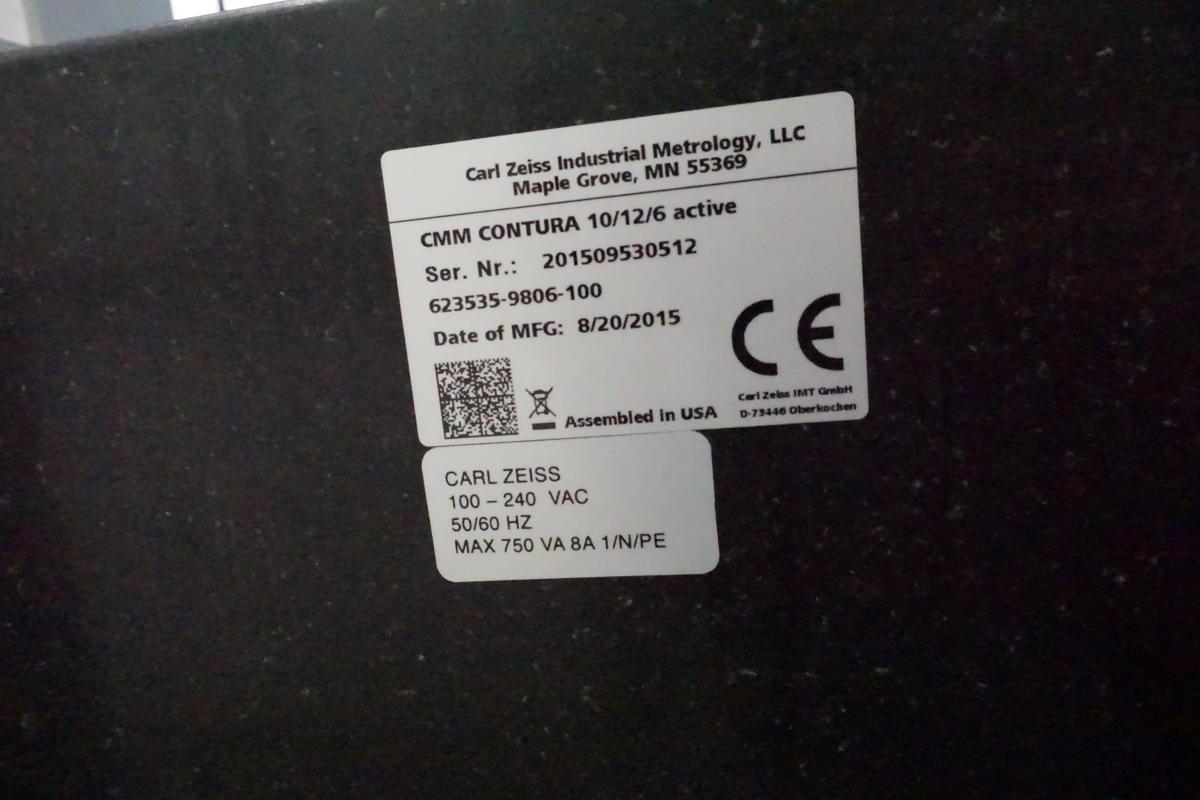 Carl Zeiss Industrial Metrology, LLC
Maple Grove, MN 55369
CMM CONTURA 10/12/6 active
Ser. Nr.: 201509530512
623535-9806-100
Date of MFG: 8/20/2015
CE
Assembled in USA
Carl Zeiss IMT GmbH
D-73446 Oberkochen
CARL ZEISS
100 – 240 VAC
50/60 HZ
MAX 750 VA 8A 1/N/PE